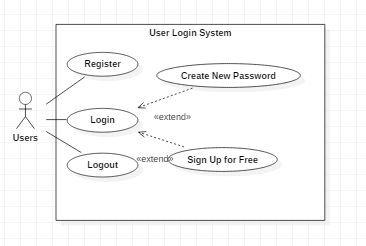 User Login System
Register
Create New Password
Login
«extend»
Users
«extend»
Sign Up for Free
Logout